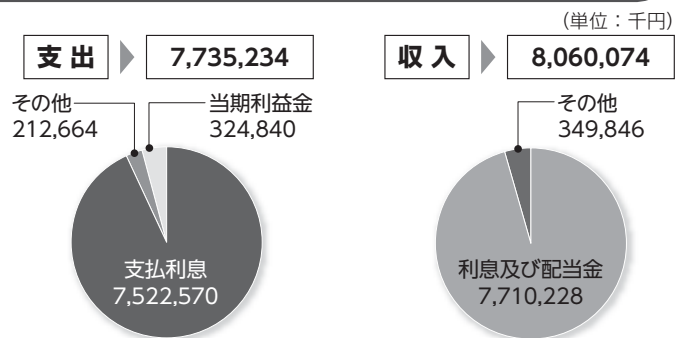 (単位：千円)
支出 7,735,234
その他
212,664
当期利益金
324,840
支払利息
7,522,570
収入 8,060,074
その他
349,846
利息及び配当金
7,710,228